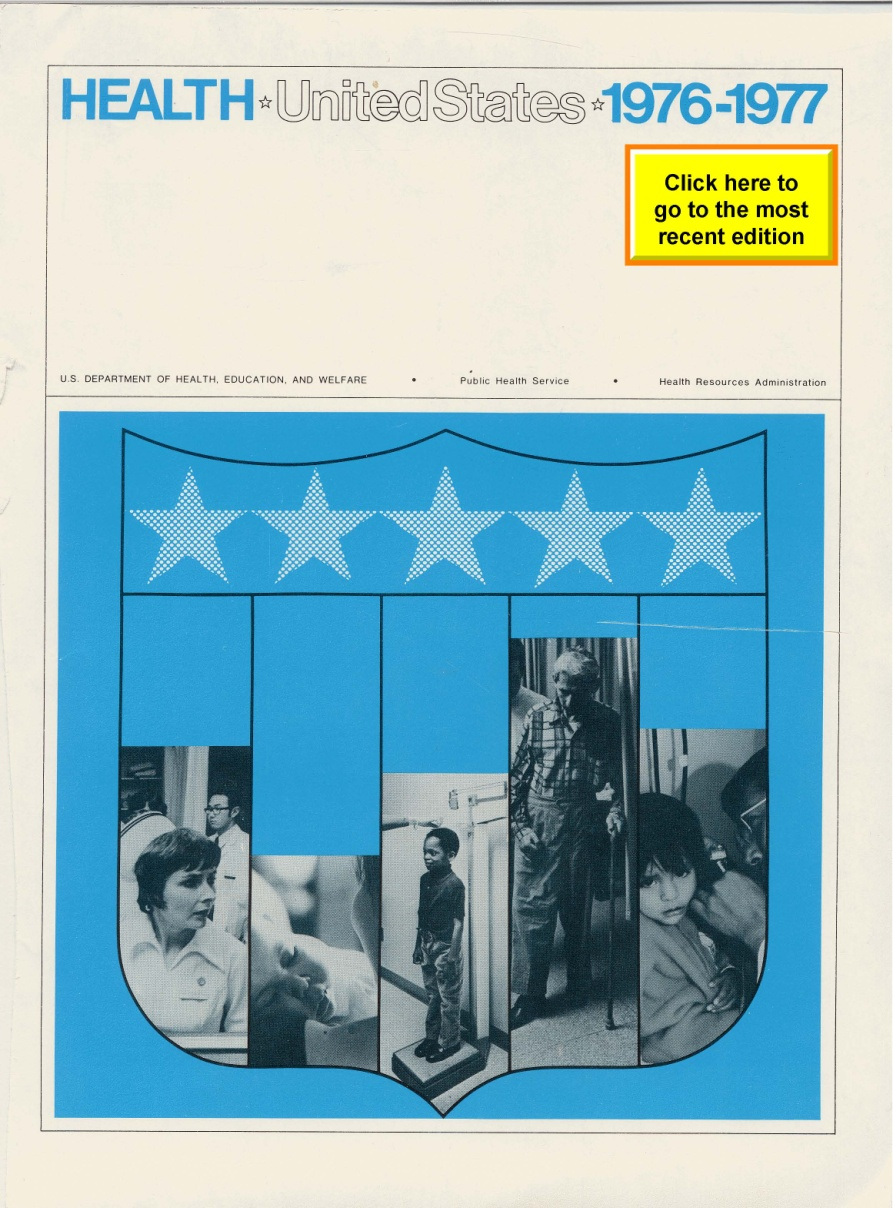 HEALTH ☆ United States ☆ 1976-1977
Click here to
go to the most
recent edition
U.S. DEPARTMENT OF HEALTH, EDUCATION, AND WELFARE • Public Health Service • Health Resources Administration